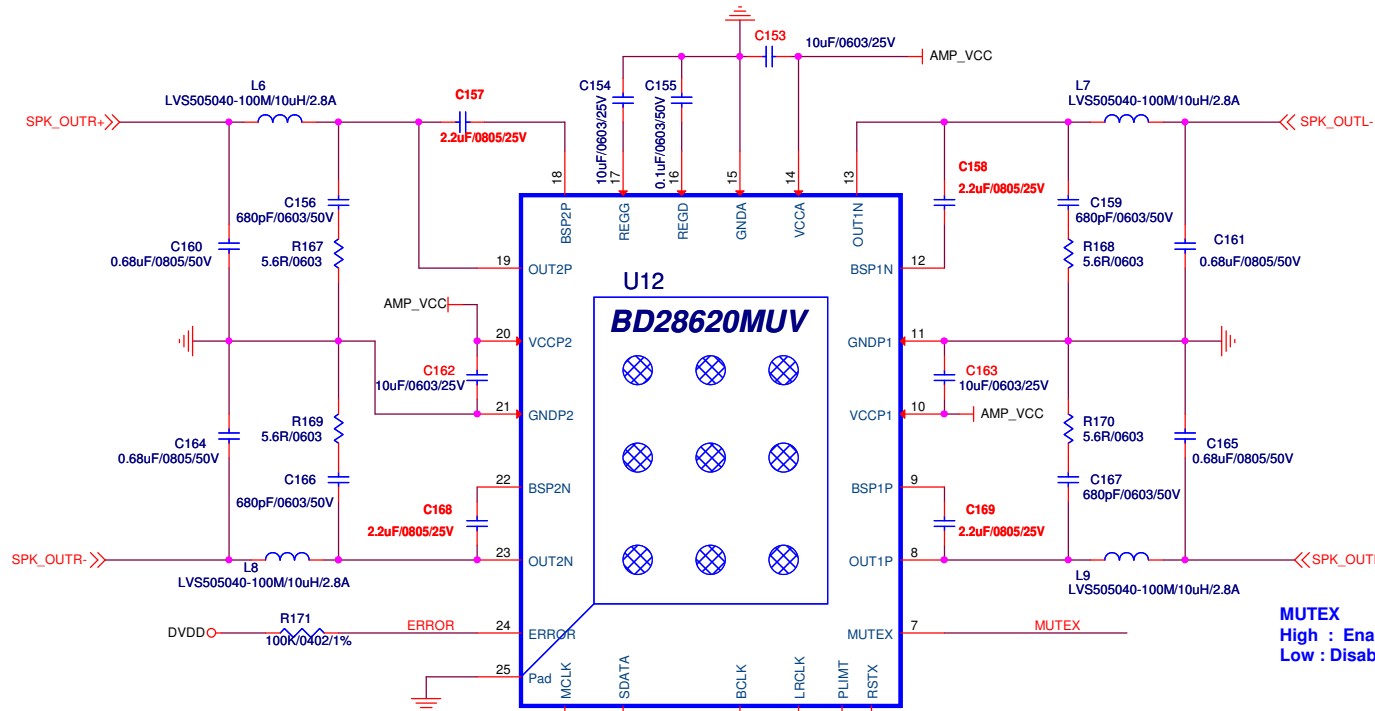 C153
10uF/0603/25V
AMP_VCC
L6
LVS505040-100M/10uH/2.8A
C157
2.2uF/0805/25V
C154
10uF/0603/25V
C155
0.1uF/0603/50V
L7
LVS505040-100M/10uH/2.8A
SPK_OUTR+
SPK_OUTL-
18
17
16
15
14
13
BSP2P
REGG
REGD
GNDA
VCCA
OUT1N
C156
680pF/0603/50V
C158
2.2uF/0805/25V
C159
680pF/0603/50V
C160
0.68uF/0805/50V
R167
5.6R/0603
R168
5.6R/0603
C161
0.68uF/0805/50V
19
OUT2P
BSP1N
12
U12
BD28620MUV
AMP_VCC
20
VCCP2
GNDP1
11
C162
10uF/0603/25V
C163
10uF/0603/25V
21
GNDP2
VCCP1
10
AMP_VCC
R169
5.6R/0603
R170
5.6R/0603
C164
0.68uF/0805/50V
C165
0.68uF/0805/50V
C166
680pF/0603/50V
C167
680pF/0603/50V
22
BSP2N
BSP1P
9
C168
2.2uF/0805/25V
C169
2.2uF/0805/25V
SPK_OUTR-
23
OUT2N
OUT1P
8
SPK_OUTL
L8
LVS505040-100M/10uH/2.8A
L9
LVS505040-100M/10uH/2.8A
DVDD
R171
100K/0402/1%
ERROR
24
ERROR
MUTEX
7
MUTEX
MUTEX
High : Ena
Low : Disab
25
Pad
MCLK
SDATA
BCLK
LRCLK
PLIMT
RSTX